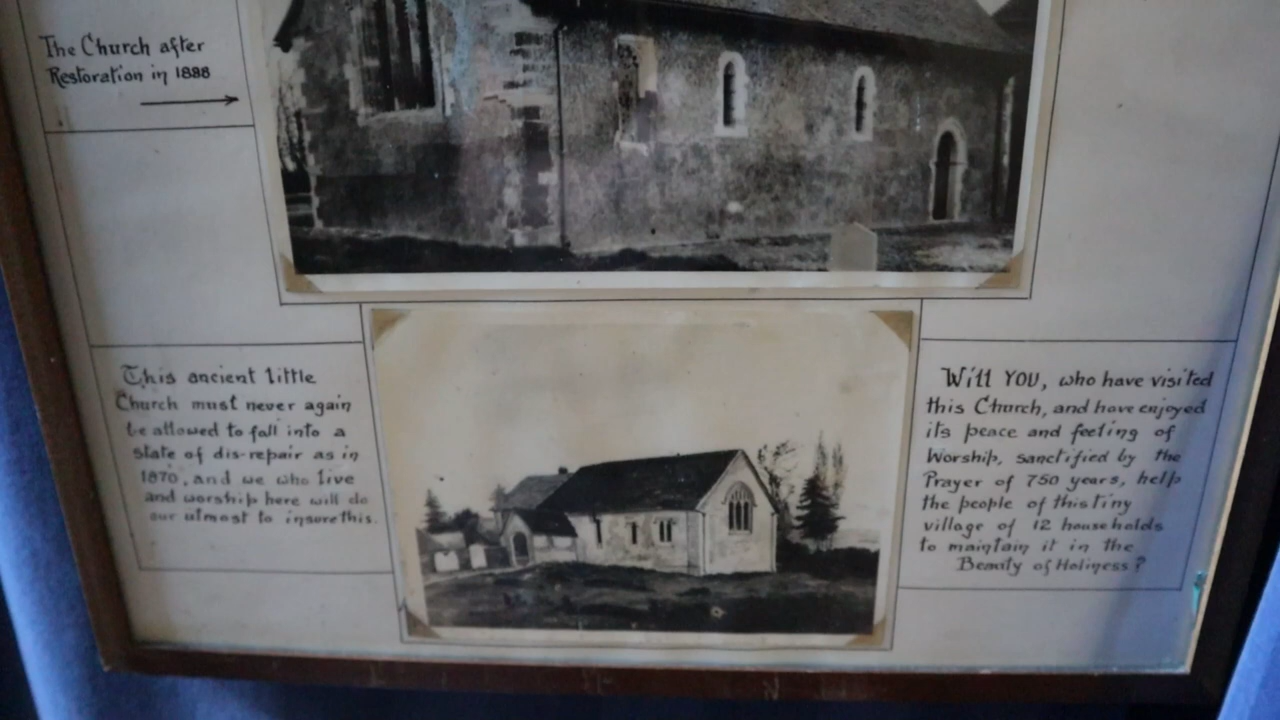 The Church after
Restoration in 1888
This ancient little
Church must never again
be allowed to fall into a
state of dis-repair as in
1870, and we who live
and worship here will do
our utmost to insure this.
Will YOU, who have visited
this Church, and have enjoyed
its peace and feeling of
Worship, sanctified by the
Prayer of 750 years, help
the people of this tiny
village of 12 households
to maintain it in the
Beauty of Holiness?